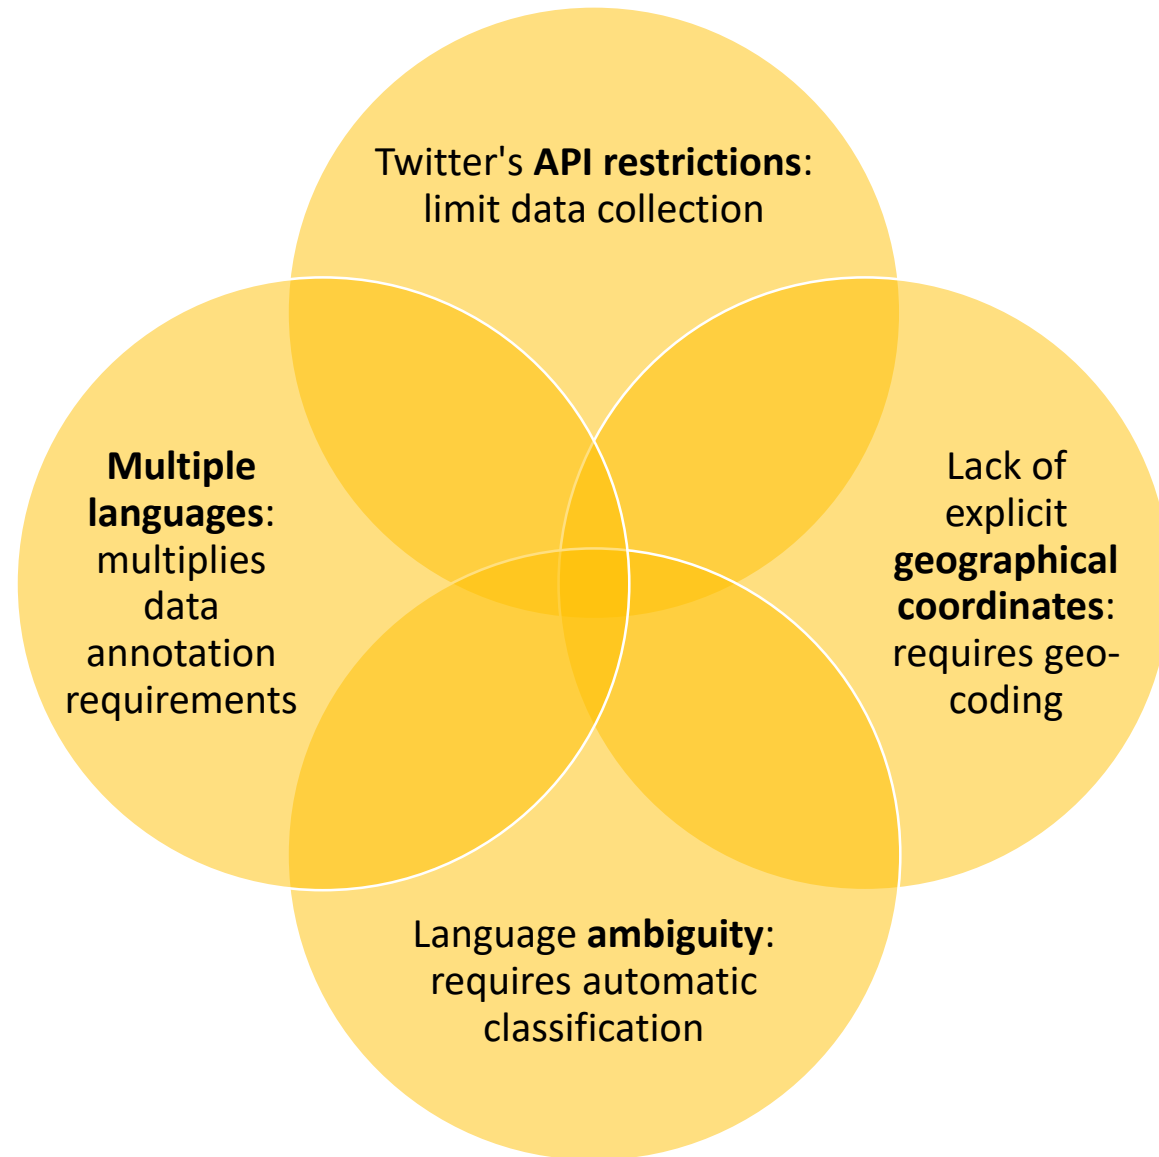 Twitter's API restrictions:
limit data collection
Multiple
languages:
multiplies
data
annotation
requirements
Lack of
explicit
geographical
coordinates:
requires geo-
coding
Language ambiguity:
requires automatic
classification